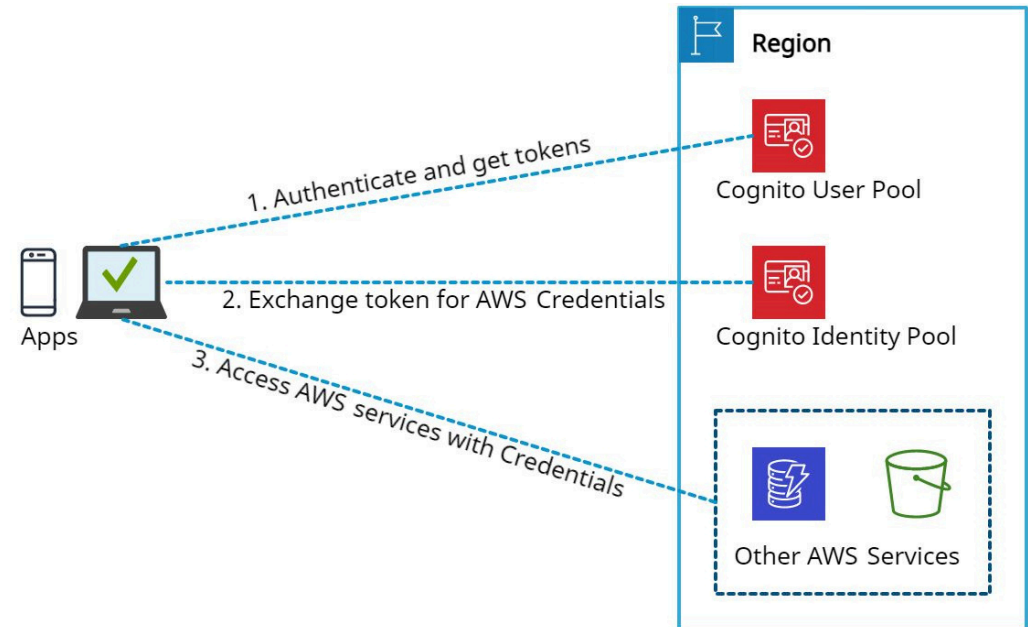 Region
1. Authenticate and get tokens
Cognito User Pool
2. Exchange token for AWS Credentials
Apps
Cognito Identity Pool
3. Access AWS services with Credentials
Other AWS Services